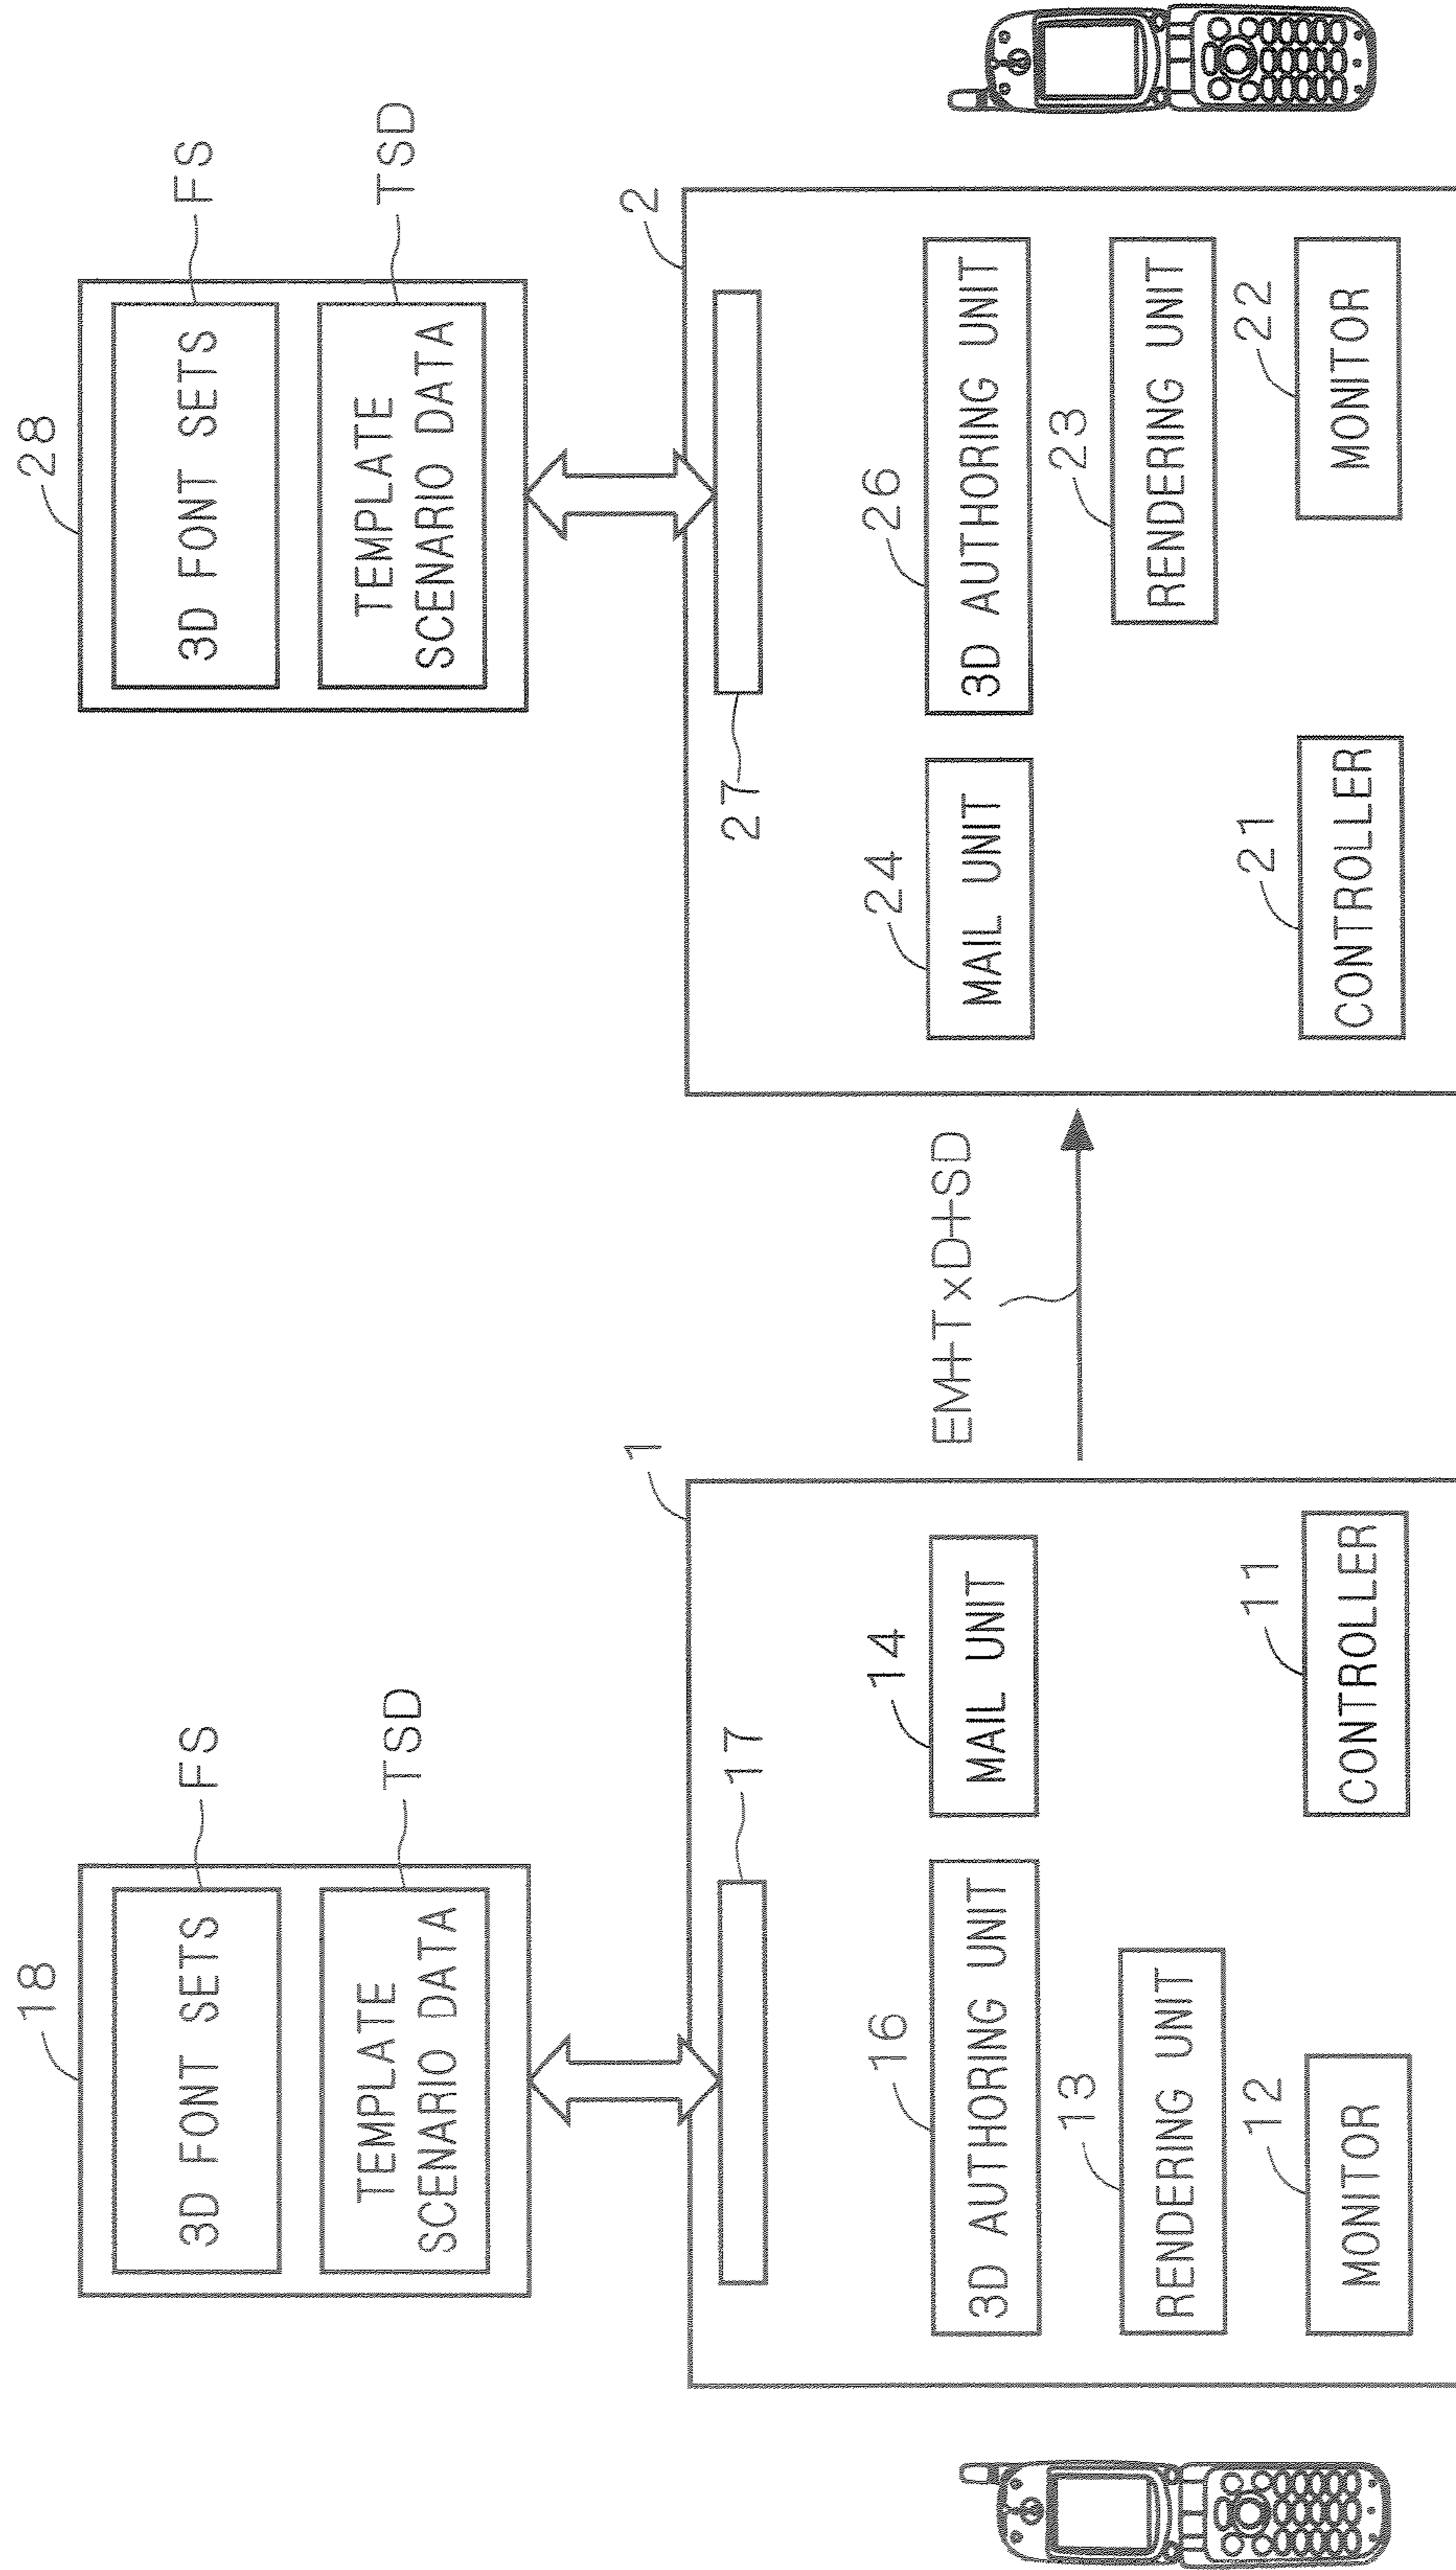 18
3D FONT SETS
FS
TEMPLATE
SCENARIO DATA
TSD
1
17
16
3D AUTHORING UNIT
14
MAIL UNIT
13
RENDERING UNIT
12
MONITOR
11
CONTROLLER
EM+TxD+SD
28
3D FONT SETS
FS
TEMPLATE
SCENARIO DATA
TSD
2
27
24
MAIL UNIT
26
3D AUTHORING UNIT
23
RENDERING UNIT
21
CONTROLLER
22
MONITOR